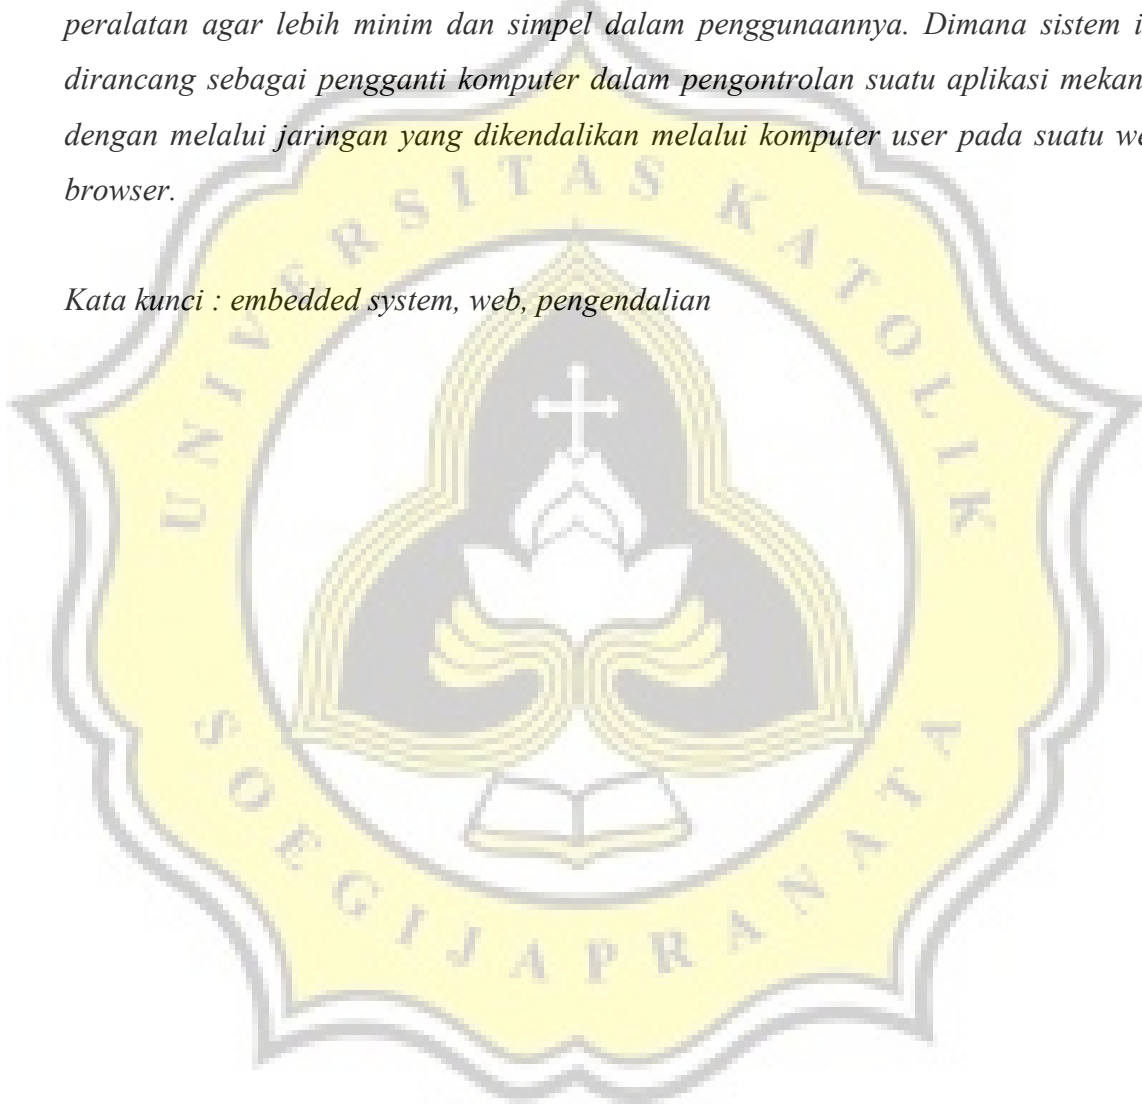 peralatan agar lebih minim dan simpel dalam penggunaannya. Dimana sistem i
dirancang sebagai pengganti komputer dalam pengontrolan suatu aplikasi mekan
dengan melalui jaringan yang dikendalikan melalui komputer user pada suatu we
browser.
Kata kunci : embedded system, web, pengendalian
UNIVERSITAS KATOLIK
SOEGIJAPRANATA